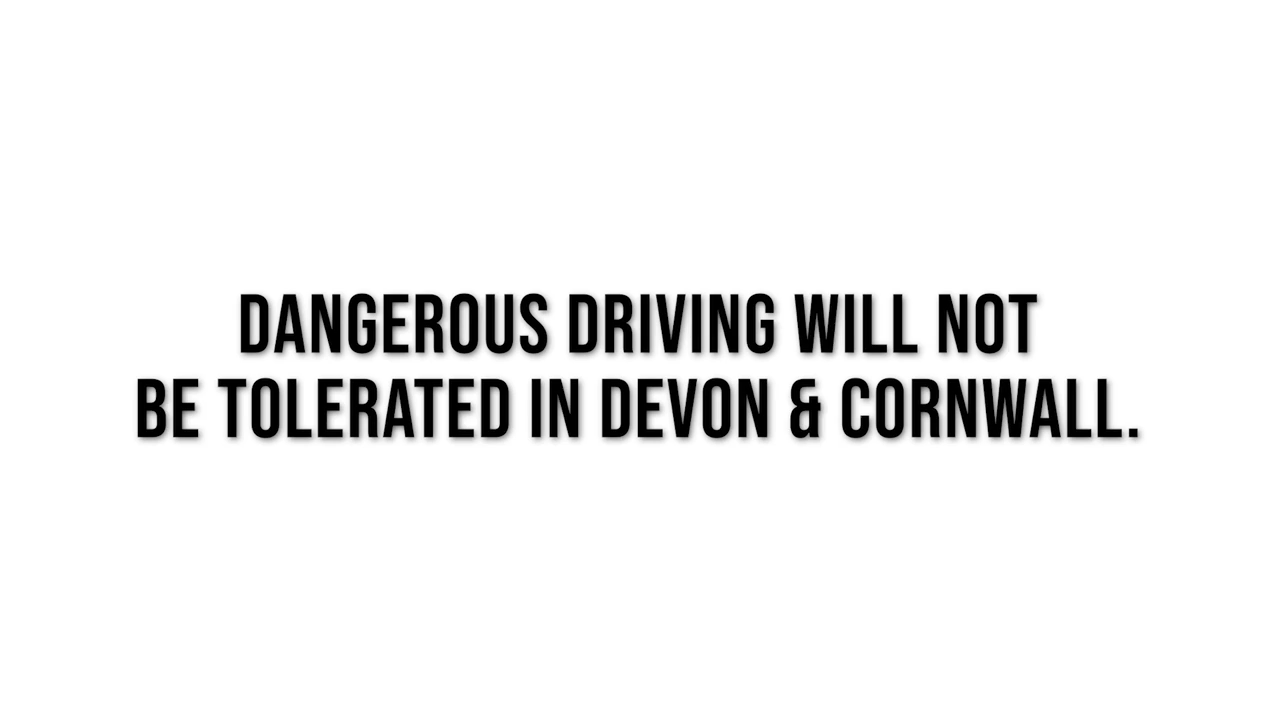 DANGEROUS DRIVING WILL NOT
BE TOLERATED IN DEVON & CORNWALL.